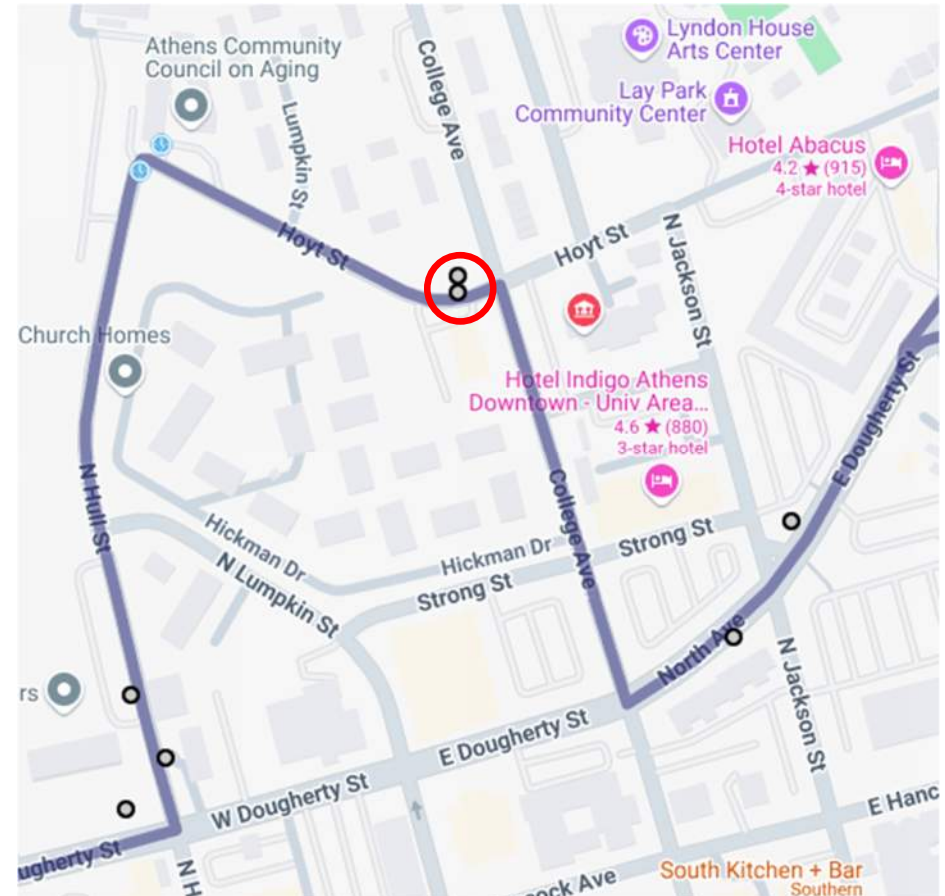 Lyndon House
Arts Center
Athens Community
Council on Aging
College Ave
Lay Park
Community Center
Lumpkin St
Hotel Abacus
4.2 ★ (915)
4-star hotel
Hoyt St
Hoyt St
N Jackson St
Church Homes
Hotel Indigo Athens
Downtown - Univ Area...
4.6 ★ (880)
3-star hotel
E Dougherty St
N Hull St
College Ave
Hickman Dr
Hickman Dr
Strong St
N Lumpkin St
Strong St
North Ave
N Jackson St
rs
E Dougherty St
W Dougherty St
E Hanc
ugherty St
N H
ock Ave
South Kitchen + Bar
Southern